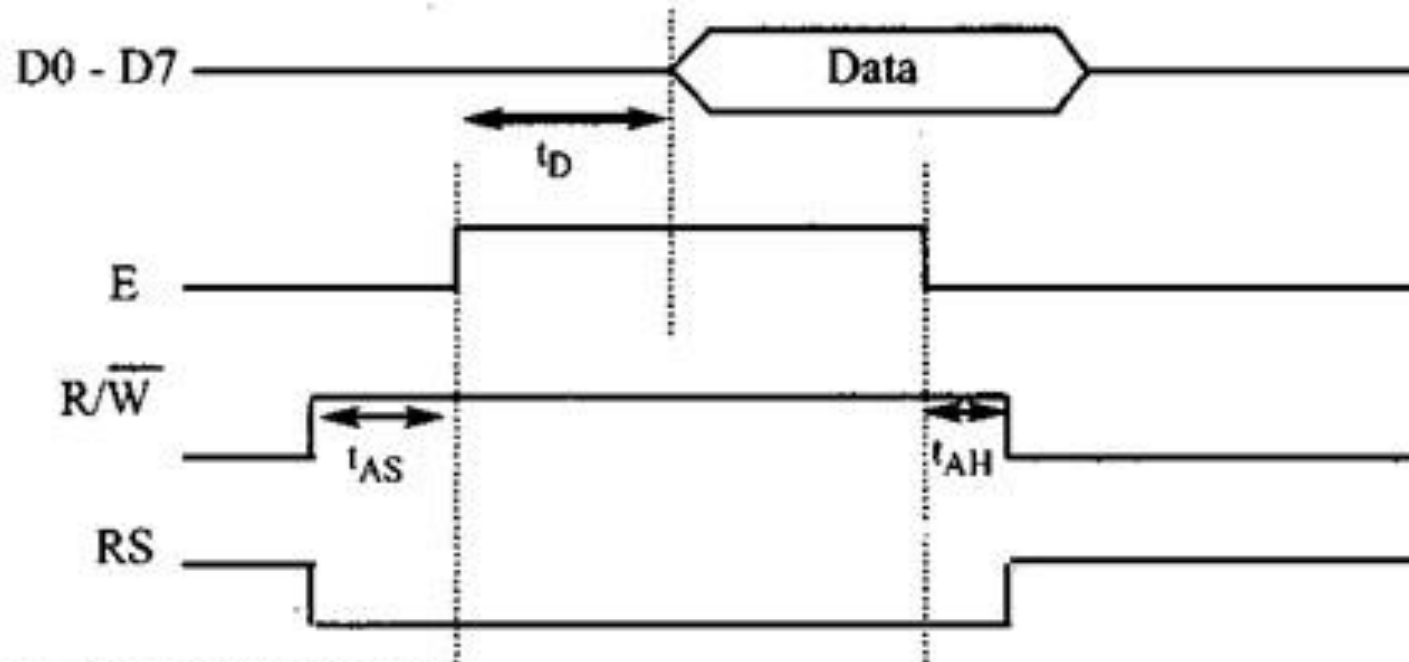 D0 - D7 Data
tD
E
R/W̅
tAS tAH
RS